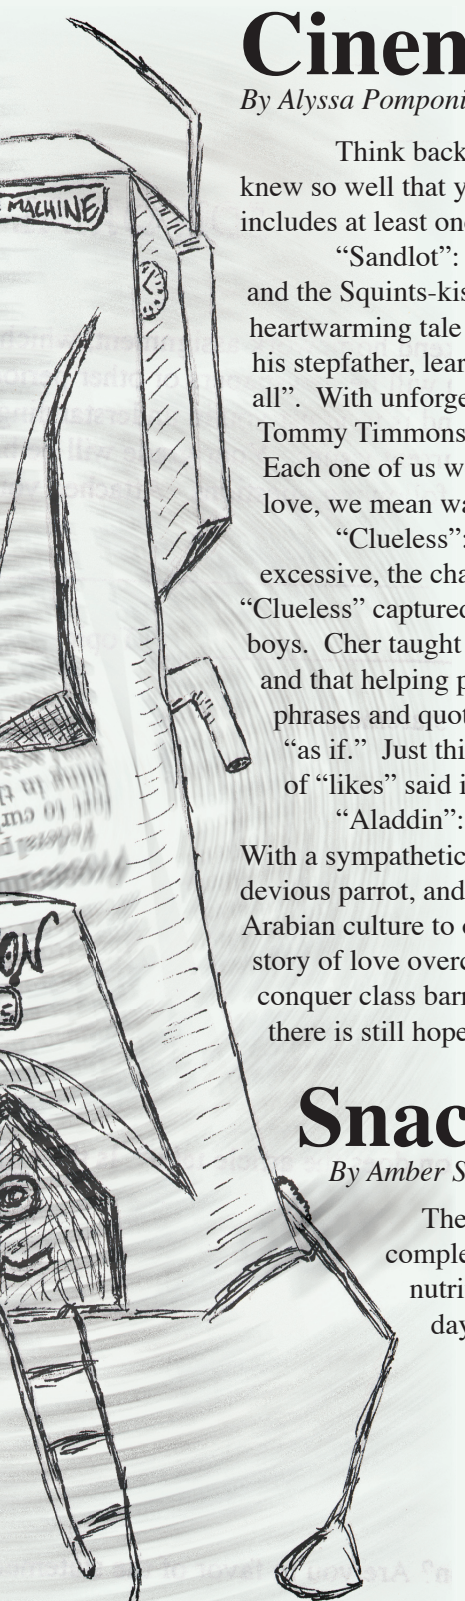 MACHINE
ON
Cinen
By Alyssa Pomponi
Think back
knew so well that y
includes at least one
“Sandlot”:
and the Squints-kis
heartwarming tale
his stepfather, lear
all”.  With unforge
Tommy Timmons
Each one of us w
love, we mean wa
“Clueless”:
excessive, the cha
“Clueless” captured
boys.  Cher taught
and that helping p
phrases and quot
“as if.”  Just thi
of “likes” said i
“Aladdin”:
With a sympathetic
devious parrot, and
Arabian culture to
story of love overc
conquer class barr
there is still hope
Snac
By Amber S
The
comple
nutri
day